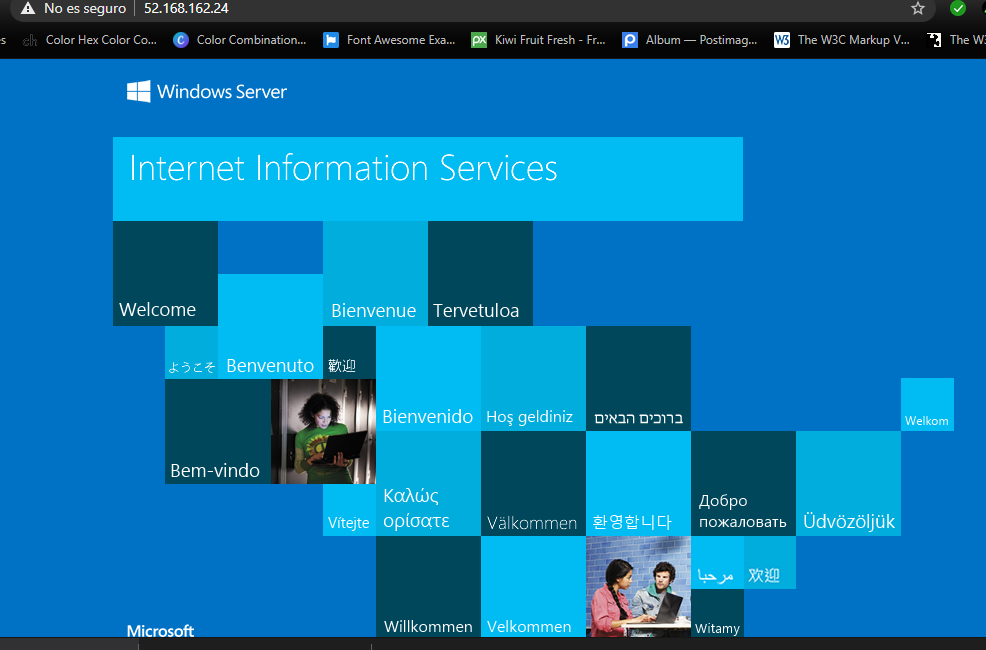 No es seguro
52.168.162.24
Color Hex Color Co...
Color Combination...
Font Awesome Exa...
Kiwi Fruit Fresh - Fr...
Album — Postimag...
The W3C Markup V...
The W3
Windows Server
Internet Information Services
Welcome
Bienvenue
Tervetuloa
ようこそ
Benvenuto
歡迎
Bienvenido
Hoş geldiniz
ברוכים הבאים
Welkom
Bem-vindo
Vítejte
Καλώς
ορίσατε
Välkommen
환영합니다
Добро
пожаловать
Üdvözöljük
مرحبا
欢迎
Willkommen
Velkommen
Witamy
Microsoft